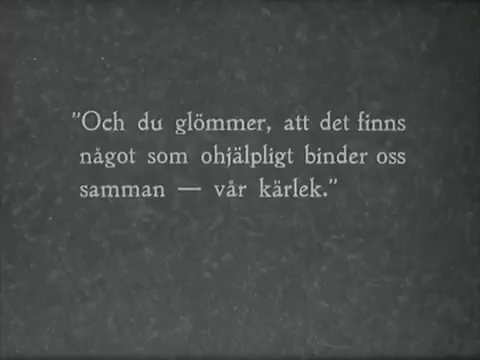 "Och du glömmer, att det finns
något som ohjälpligt binder oss
samman — vår kärlek."